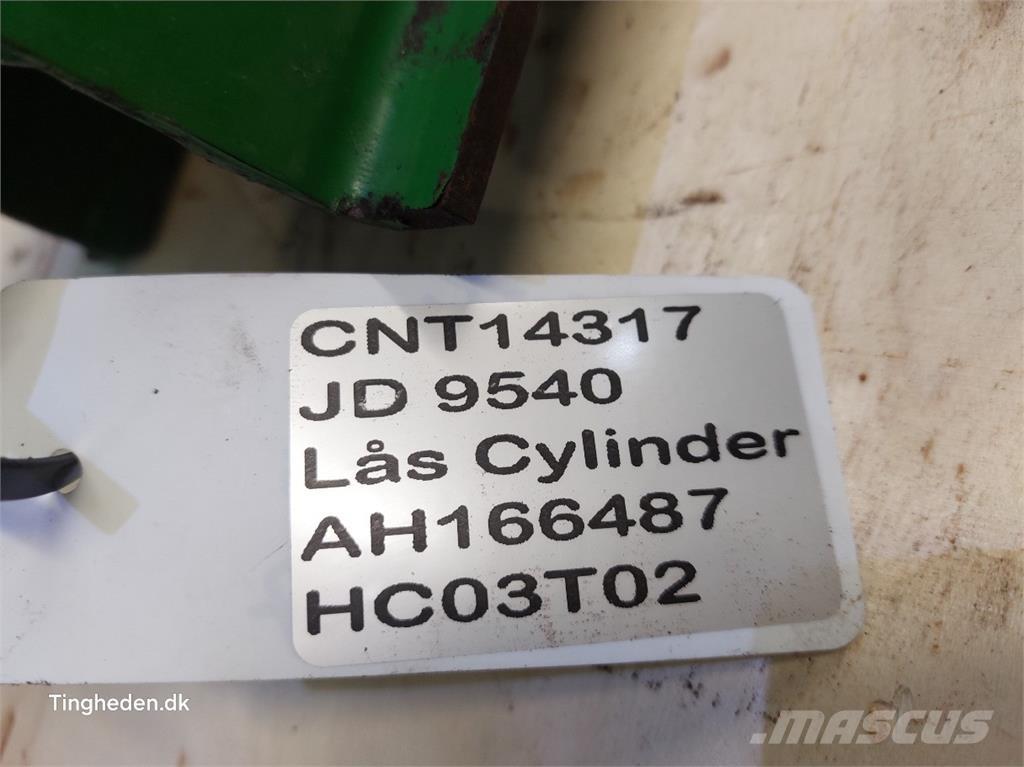 CNT14317
JD 9540
Lås Cylinder
AH166487
HC03T02
Tingheden.dk
MASCUS